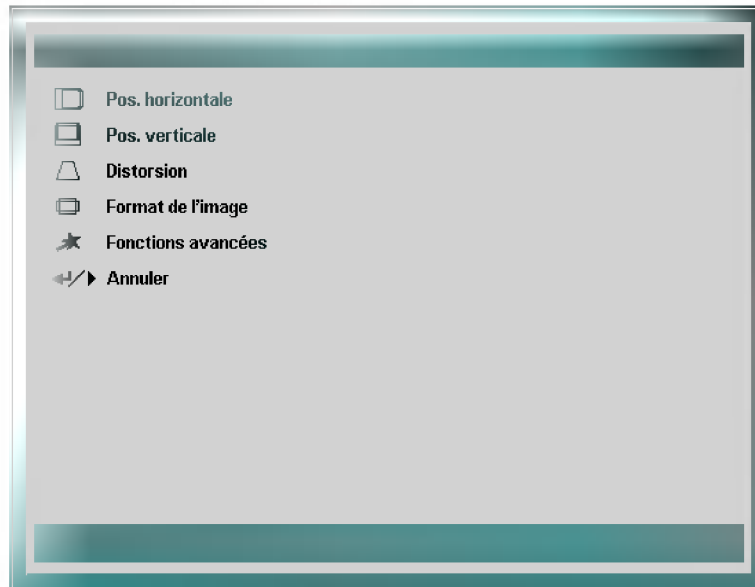 Pos. horizontale
Pos. verticale
Distorsion
Format de l'image
Fonctions avancées
Annuler